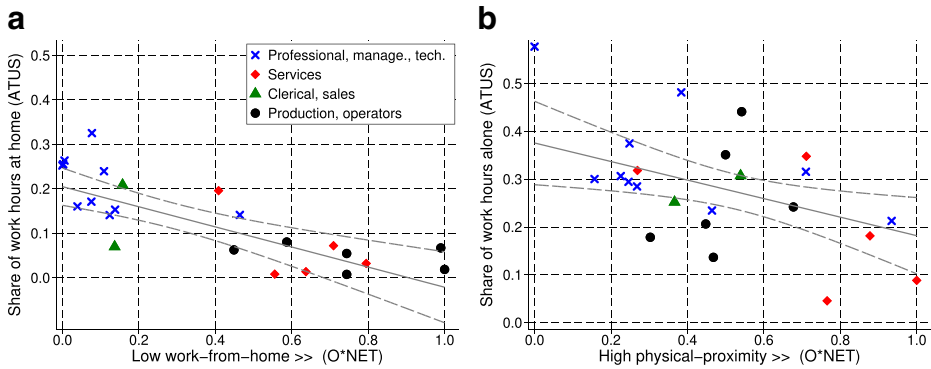 a
Share of work hours at home (ATUS)
0.5
0.4
0.3
0.2
0.1
0.0
Professional, manage., tech.
Services
Clerical, sales
Production, operators
0.0 0.2 0.4 0.6 0.8 1.0
Low work−from−home >> (O*NET)
b
Share of work hours alone (ATUS)
0.5
0.4
0.3
0.2
0.1
0.0
0.0 0.2 0.4 0.6 0.8 1.0
High physical−proximity >> (O*NET)